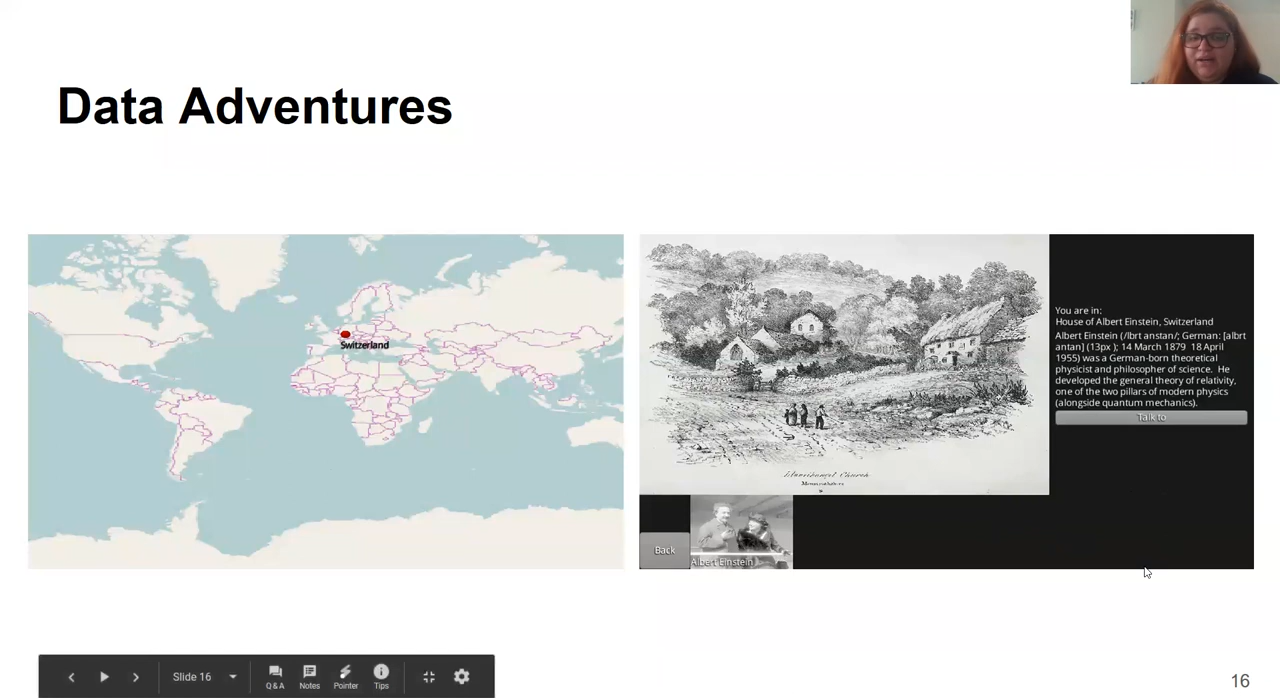 Data Adventures
Switzerland
You are in:
House of Albert Einstein, Switzerland
Albert Einstein (/lbrt anstan/; German: [albrt
antan] (13px ); 14 March 1879 18 April
1955) was a German-born theoretical
physicist and philosopher of science. He
developed the general theory of relativity,
one of the two pillars of modern physics
(alongside quantum mechanics).
Talk to
Church
Back
Albert Einstein
Slide 16
Q & A
Notes
Pointer
Tips
16